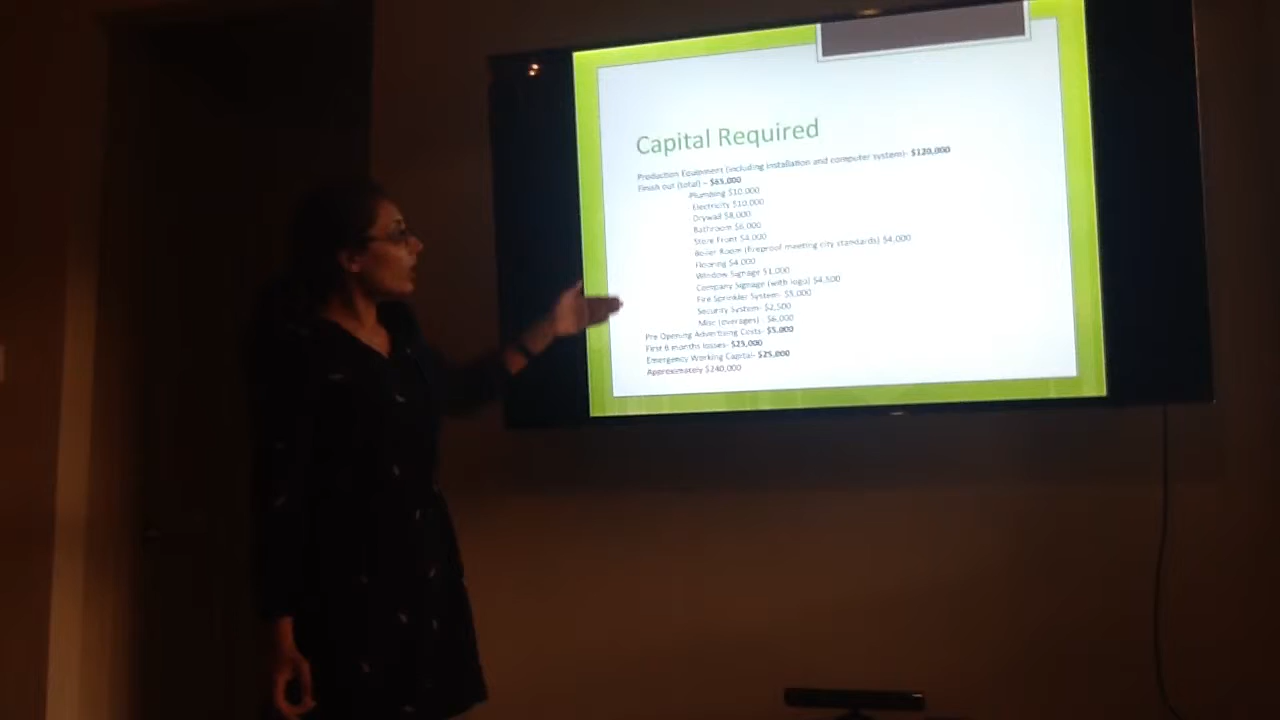 Capital Required
Production Equipment (including installation and computer system)- $120,000
Finish out (total) – $65,000
Plumbing $10,000
Electricity $10,000
Drywall $8,000
Bathroom $6,000
Store Front $4,000
Boiler Room (fireproof meeting city standards) $4,000
Flooring $4,000
Window Signage $1,000
Company Signage (with logo) $4,500
Fire Sprinkler System- $5,000
Security System- $2,500
Misc (overages) $6,000
Pre Opening Advertising Costs- $5,000
First 6 months losses- $25,000
Emergency Working Capital- $25,000
Approximately $240,000